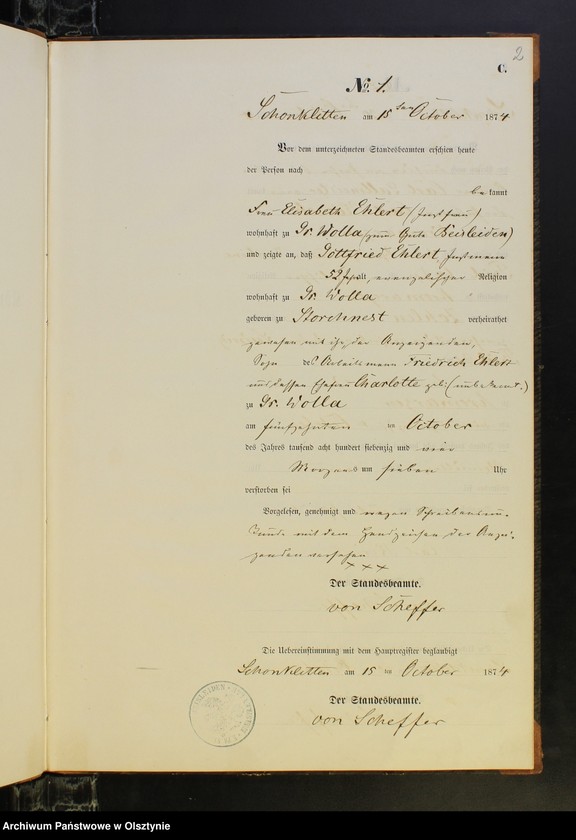 2
C.
No. 1.
Schönkletten am 15ten October 1874
Vor dem unterzeichneten Standesbeamten erschien heute
der Person nach
bekannt
Frau Elisabeth Ehlert (Instfrau)
wohnhaft zu Gr. Wolla (zum Gute Beisleiden)
und zeigte an, daß Gottfried Ehlert, Instmann
52 Jahr alt, evangelischer Religion
wohnhaft zu Gr. Wolla
geboren zu Storchnest verheirathet
gewesen mit ihr, der Anzeigenden,
Sohn des Arbeitsmann Friedrich Ehlert
und dessen Ehefrau Charlotte geb. (unbekannt.)
zu Gr. Wolla
am fünfzehnten ten October
des Jahres tausend acht hundert siebenzig und vier
Morgens um sieben Uhr
verstorben sei
Vorgelesen, genehmigt und wegen Schreibensun-
kunde mit dem Handzeichen der Anzei-
genden versehen
+++
Der Standesbeamte.
von Scheffer
Die Uebereinstimmung mit dem Hauptregister beglaubigt
Schönkletten am 15 ten October 1874
Der Standesbeamte.
von Scheffer
Archiwum Państwowe w Olsztynie